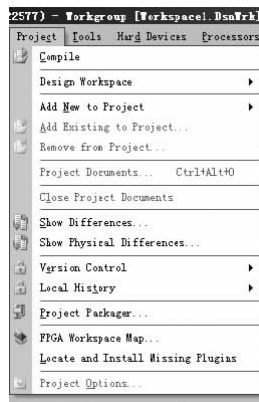 22577) - Workgroup [Workspace1.DsnWrk]
Project Tools Hard Devices Processors
Compile
Design Workspace
Add New to Project
Add Existing to Project...
Remove from Project...
Project Documents... Ctrl+Alt+O
Close Project Documents
Show Differences...
Show Physical Differences...
Version Control
Local History
Project Packager...
FPGA Workspace Map...
Locate and Install Missing Plugins
Project Options...